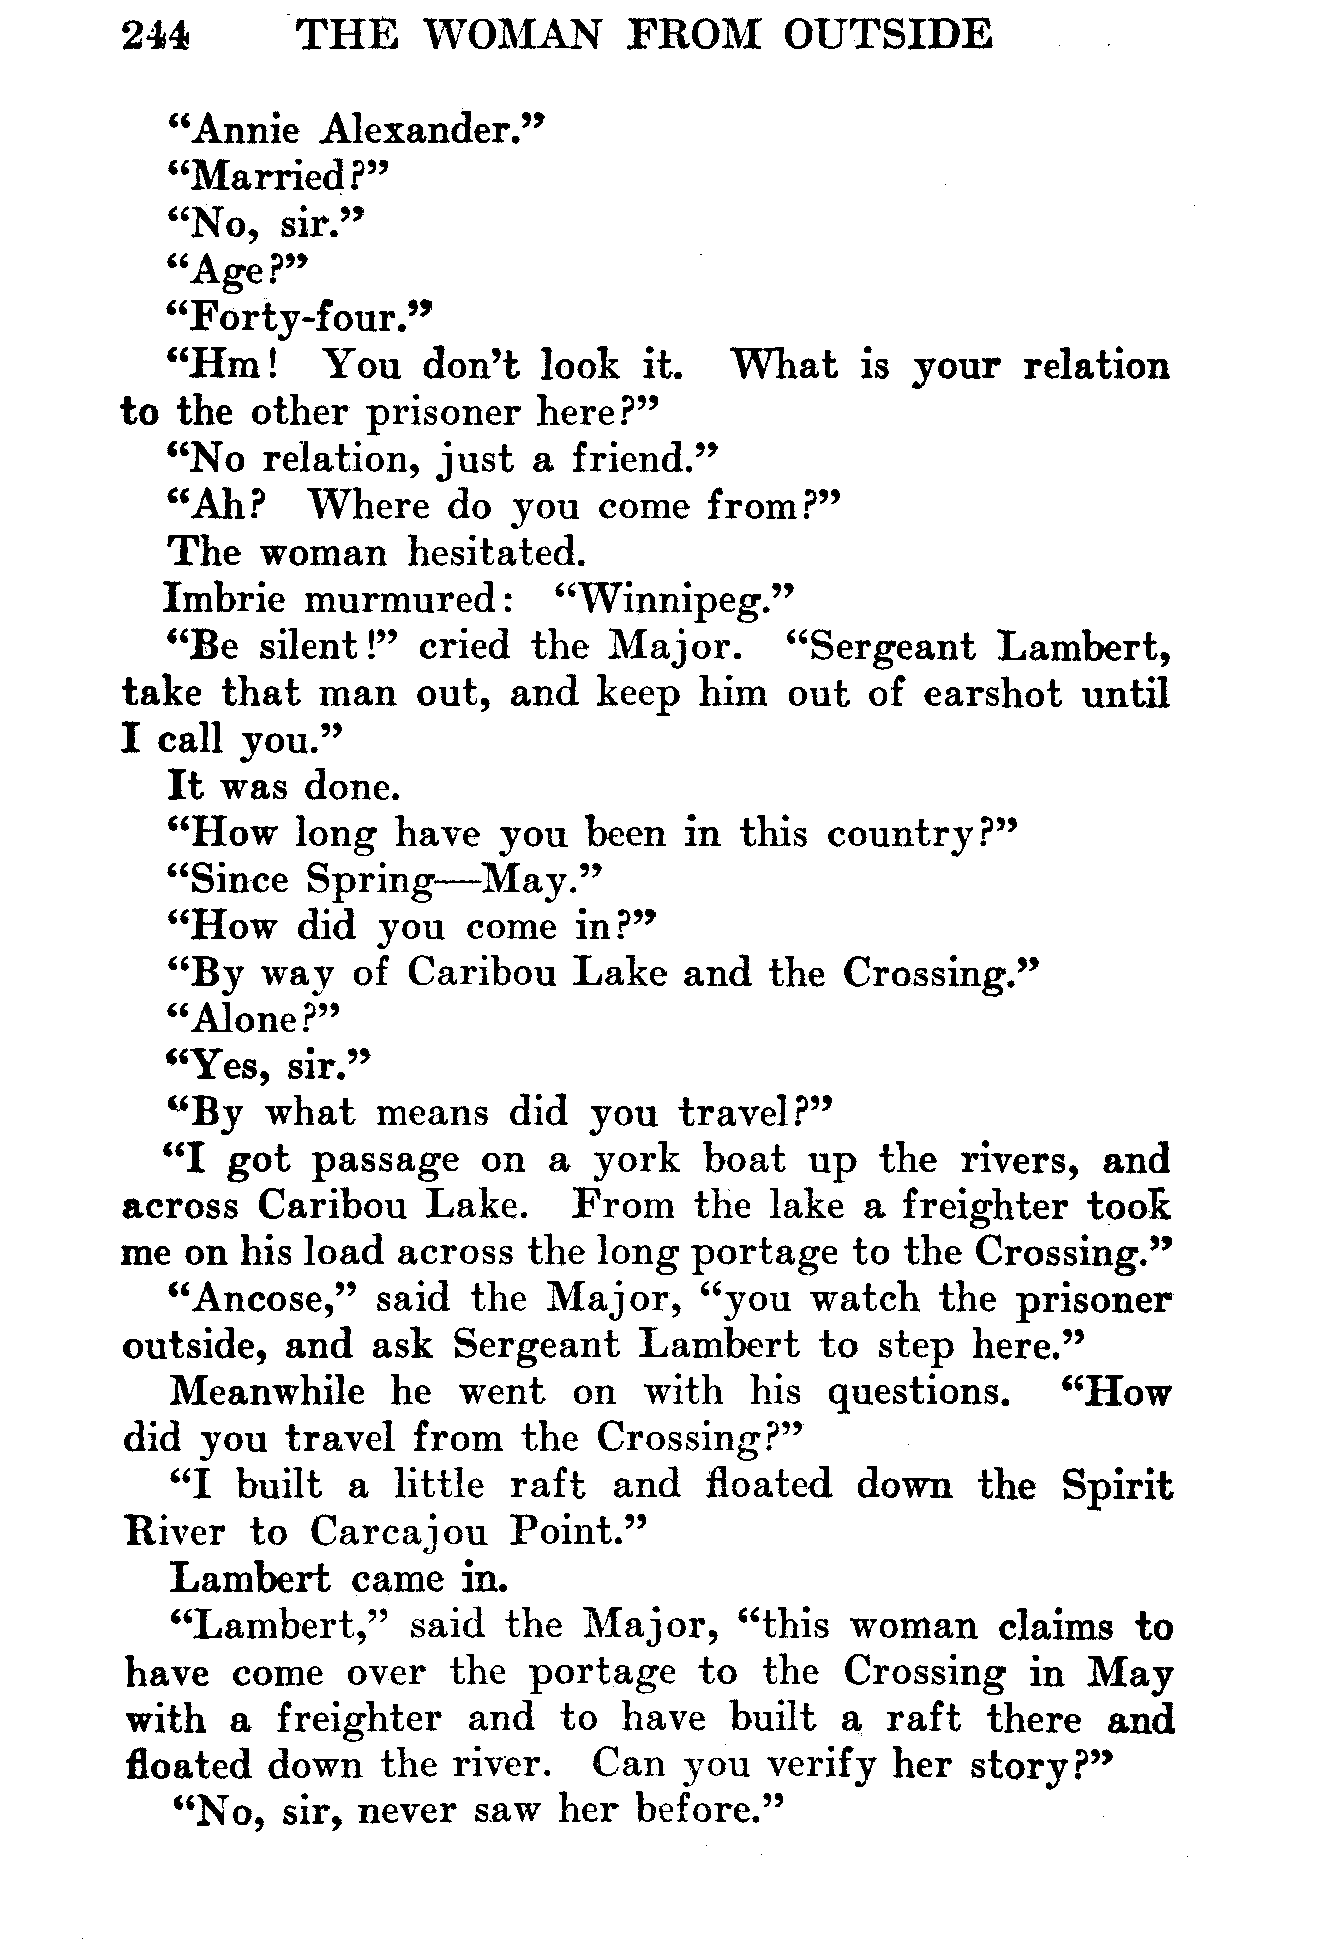 244 THE WOMAN FROM OUTSIDE
“Annie Alexander.”
“Married?”
“No, sir.”
“Age?”
“Forty-four.”
“Hm! You don’t look it. What is your relation
to the other prisoner here?”
“No relation, just a friend.”
“Ah? Where do you come from?”
The woman hesitated.
Imbrie murmured: “Winnipeg.”
“Be silent!” cried the Major. “Sergeant Lambert,
take that man out, and keep him out of earshot until
I call you.”
It was done.
“How long have you been in this country?”
“Since Spring—May.”
“How did you come in?”
“By way of Caribou Lake and the Crossing.”
“Alone?”
“Yes, sir.”
“By what means did you travel?”
“I got passage on a york boat up the rivers, and
across Caribou Lake. From the lake a freighter took
me on his load across the long portage to the Crossing.”
“Ancose,” said the Major, “you watch the prisoner
outside, and ask Sergeant Lambert to step here.”
Meanwhile he went on with his questions. “How
did you travel from the Crossing?”
“I built a little raft and floated down the Spirit
River to Carcajou Point.”
Lambert came in.
“Lambert,” said the Major, “this woman claims to
have come over the portage to the Crossing in May
with a freighter and to have built a raft there and
floated down the river. Can you verify her story?”
“No, sir, never saw her before.”